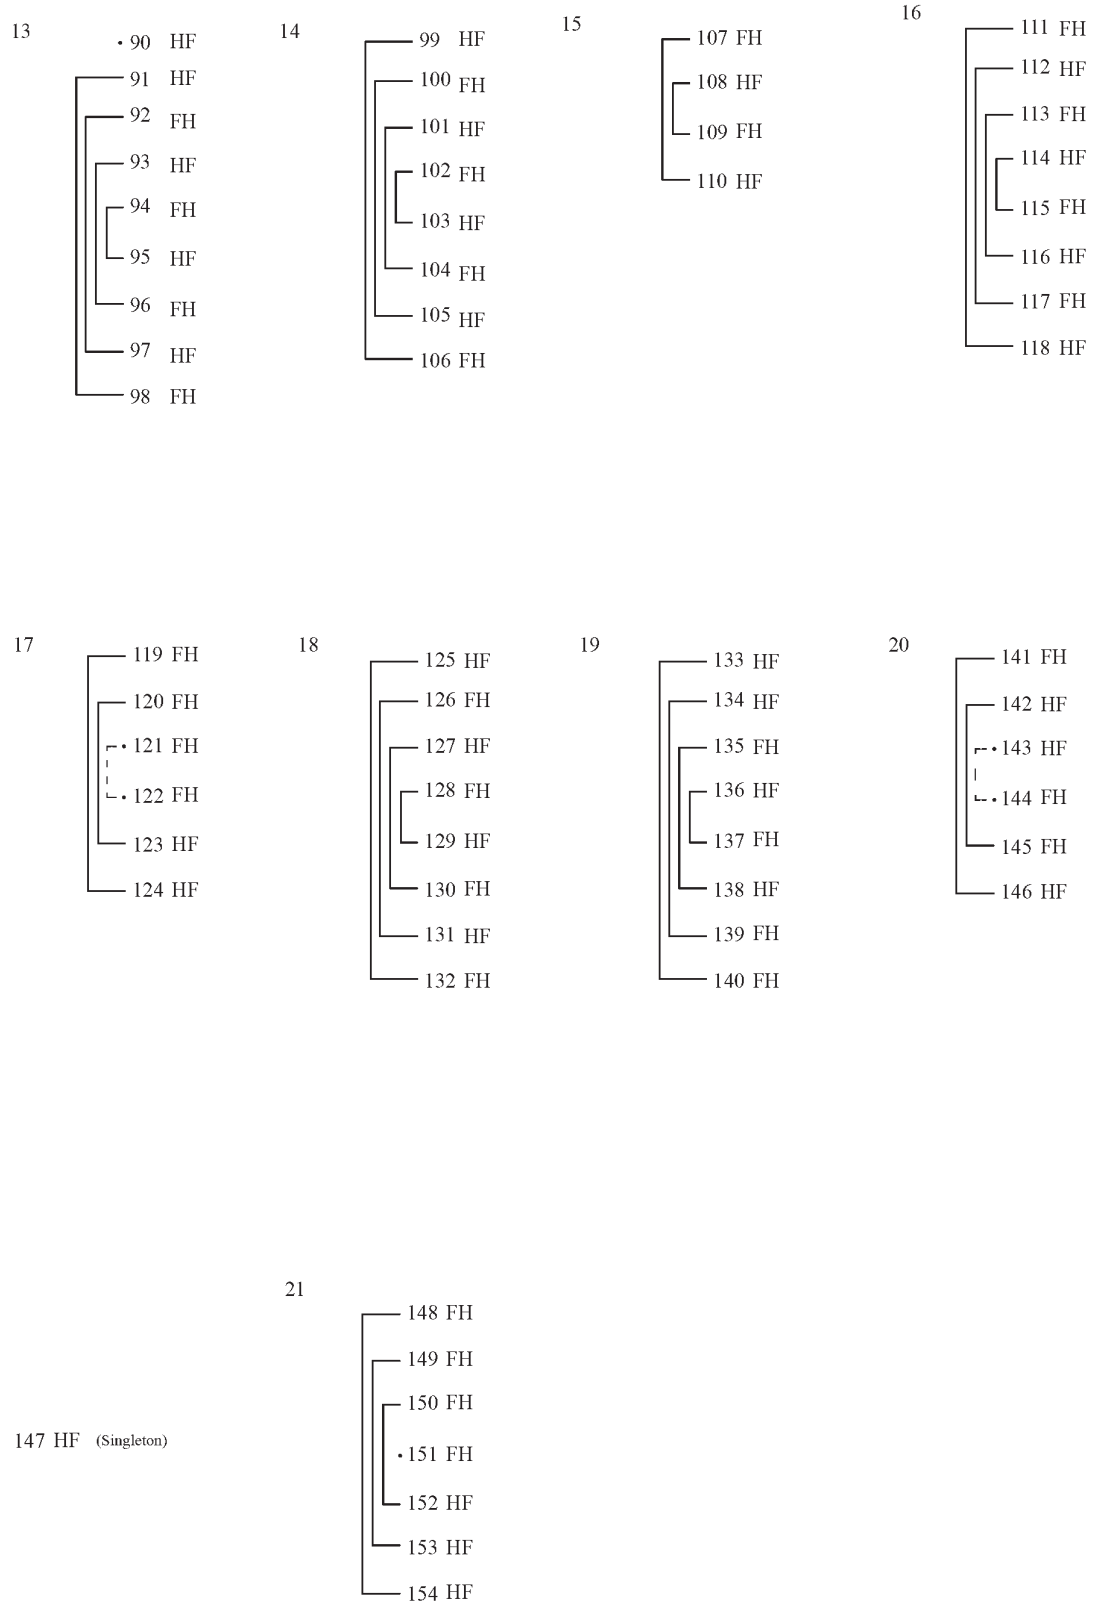 13
90 HF
91 HF
92 FH
93 HF
94 FH
95 HF
96 FH
97 HF
98 FH
14
99 HF
100 FH
101 HF
102 FH
103 HF
104 FH
105 HF
106 FH
15
107 FH
108 HF
109 FH
110 HF
16
111 FH
112 HF
113 FH
114 HF
115 FH
116 HF
117 FH
118 HF
17
119 FH
120 FH
121 FH
122 FH
123 HF
124 HF
18
125 HF
126 FH
127 HF
128 FH
129 HF
130 FH
131 HF
132 FH
19
133 HF
134 HF
135 FH
136 HF
137 FH
138 HF
139 FH
140 FH
20
141 FH
142 HF
143 HF
144 FH
145 FH
146 HF
147 HF (Singleton)
21
148 FH
149 FH
150 FH
151 FH
152 HF
153 HF
154 HF